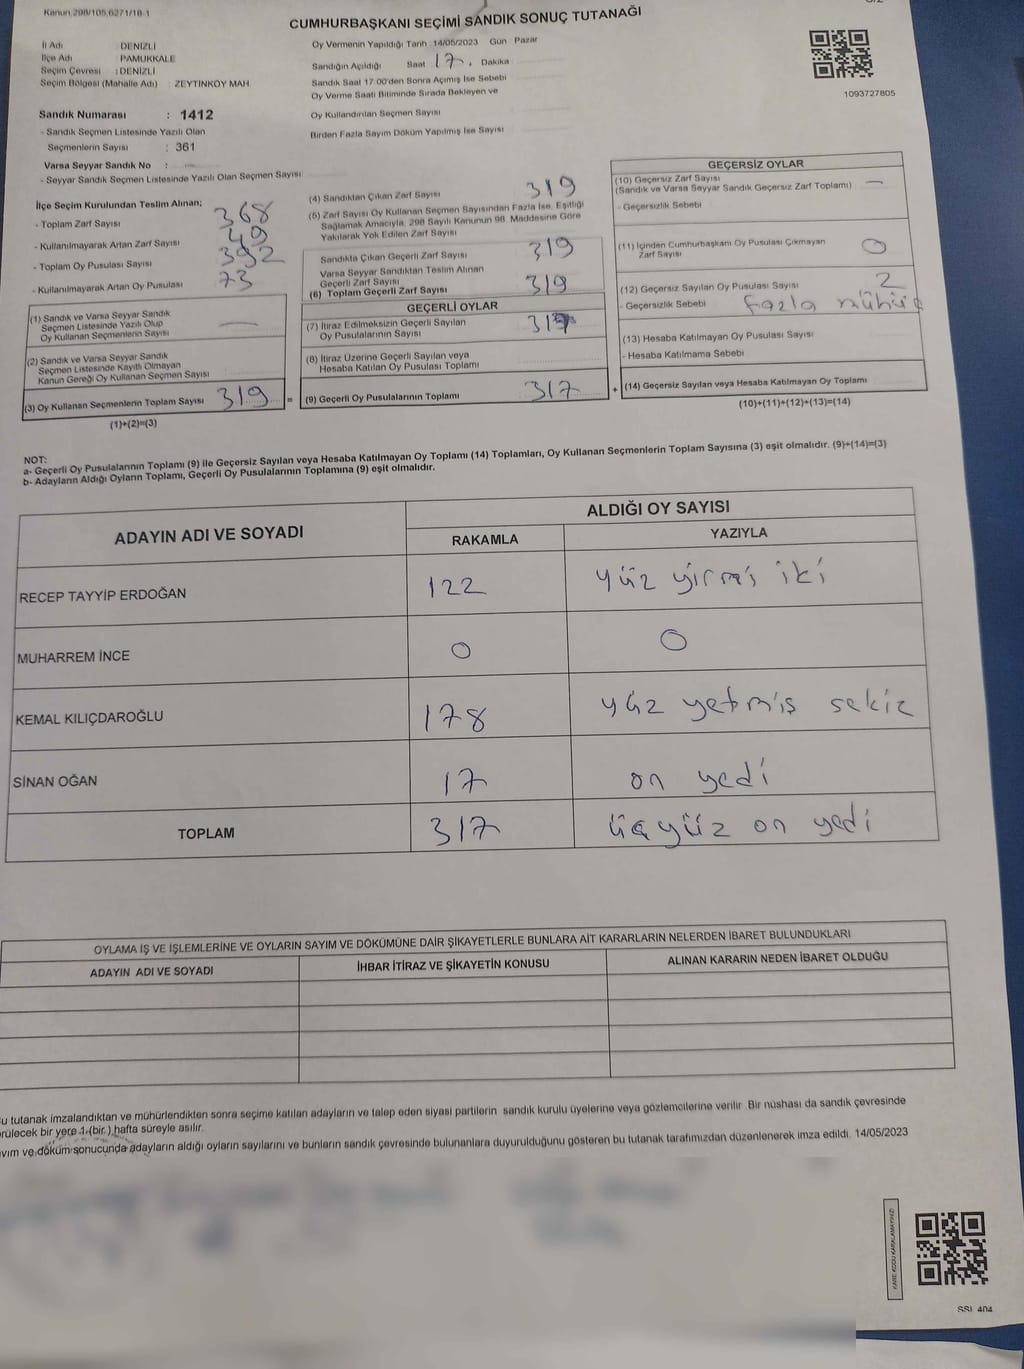 Kanun, 298/105,6271/18-1
CUMHURBAŞKANI SEÇİMİ SANDIK SONUÇ TUTANAĞI
İl Adı : DENİZLİ
İlçe Adı : PAMUKKALE
Seçim Çevresi : DENİZLİ
Seçim Bölgesi (Mahalle Adı) : ZEYTİNKÖY MAH
Oy Vermenin Yapıldığı Tarih : 14/05/2023 Gün : Pazar
Sandığın Açıldığı Saat 17, Dakika
Sandık Saat 17:00'den Sonra Açımış İse Sebebi
Oy Verme Saati Bitiminde Sırada Bekleyen ve
Oy Kullandırılan Seçmen Sayısı
Birden Fazla Sayım Döküm Yapılmış İse Sayısı
1093727805
Sandık Numarası : 1412
- Sandık Seçmen Listesinde Yazılı Olan
Seçmenlerin Sayısı : 361
Varsa Seyyar Sandık No :
- Seyyar Sandık Seçmen Listesinde Yazılı Olan Seçmen Sayısı
İlçe Seçim Kurulundan Teslim Alınan;
- Toplam Zarf Sayısı 368
- Kullanılmayarak Artan Zarf Sayısı 49
- Toplam Oy Pusulası Sayısı 392
- Kullanılmayarak Artan Oy Pusulası 73
(1) Sandık ve Varsa Seyyar Sandık
Seçmen Listesinde Yazılı Olup
Oy Kullanan Seçmenlerin Sayısı —
(2) Sandık ve Varsa Seyyar Sandık
Seçmen Listesinde Kayıtlı Olmayan
Kanun Gereği Oy Kullanan Seçmen Sayısı
(3) Oy Kullanan Seçmenlerin Toplam Sayısı 319
(1)+(2)=(3)
(4) Sandıktan Çıkan Zarf Sayısı 319
(5) Zarf Sayısı Oy Kullanan Seçmen Sayısından Fazla İse, Eşitliği
Sağlamak Amacıyla, 298 Sayılı Kanunun 98. Maddesine Göre
Yakılarak Yok Edilen Zarf Sayısı
Sandıkta Çıkan Geçerli Zarf Sayısı 319
Varsa Seyyar Sandıktan Teslim Alınan
Geçerli Zarf Sayısı
(6) Toplam Geçerli Zarf Sayısı 319
GEÇERLİ OYLAR
(7) İtiraz Edilmeksizin Geçerli Sayılan
Oy Pusulalarının Sayısı 317
(8) İtiraz Üzerine Geçerli Sayılan veya
Hesaba Katılan Oy Pusulası Toplamı
= (9) Geçerli Oy Pusulalarının Toplamı 317
GEÇERSİZ OYLAR
(10) Geçersiz Zarf Sayısı
(Sandık ve Varsa Seyyar Sandık Geçersiz Zarf Toplamı) —
- Geçersizlik Sebebi
(11) İçinden Cumhurbaşkanı Oy Pusulası Çıkmayan
Zarf Sayısı 0
(12) Geçersiz Sayılan Oy Pusulası Sayısı 2
- Geçersizlik Sebebi fazla mühür
(13) Hesaba Katılmayan Oy Pusulası Sayısı
- Hesaba Katılmama Sebebi
+ (14) Geçersiz Sayılan veya Hesaba Katılmayan Oy Toplamı
(10)+(11)+(12)+(13)=(14)
NOT:
a- Geçerli Oy Pusulalarının Toplamı (9) ile Geçersiz Sayılan veya Hesaba Katılmayan Oy Toplamı (14) Toplamları, Oy Kullanan Seçmenlerin Toplam Sayısına (3) eşit olmalıdır. (9)+(14)=(3)
b- Adayların Aldığı Oyların Toplamı, Geçerli Oy Pusulalarının Toplamına (9) eşit olmalıdır.
ADAYIN ADI VE SOYADI
ALDIĞI OY SAYISI
RAKAMLA YAZIYLA
RECEP TAYYİP ERDOĞAN 122 yüz yirmi iki
MUHARREM İNCE 0 0
KEMAL KILIÇDAROĞLU 178 yüz yetmiş sekiz
SİNAN OĞAN 17 on yedi
TOPLAM 317 üçyüz on yedi
OYLAMA İŞ VE İŞLEMLERİNE VE OYLARIN SAYIM VE DÖKÜMÜNE DAİR ŞİKAYETLERLE BUNLARA AİT KARARLARIN NELERDEN İBARET BULUNDUKLARI
ADAYIN ADI VE SOYADI İHBAR İTİRAZ VE ŞİKAYETİN KONUSU ALINAN KARARIN NEDEN İBARET OLDUĞU
u tutanak imzalandıktan ve mühürlendikten sonra seçime katılan adayların ve talep eden siyasi partilerin sandık kurulu üyelerine veya gözlemcilerine verilir. Bir nüshası da sandık çevresinde
rülecek bir yere 1 (bir) hafta süreyle asılır.
yım ve döküm sonucunda adayların aldığı oyların sayılarını ve bunların sandık çevresinde bulunanlara duyurulduğunu gösteren bu tutanak tarafımızdan düzenlenerek imza edildi. 14/05/2023
KARE KODU KARALAMAYINIZ!